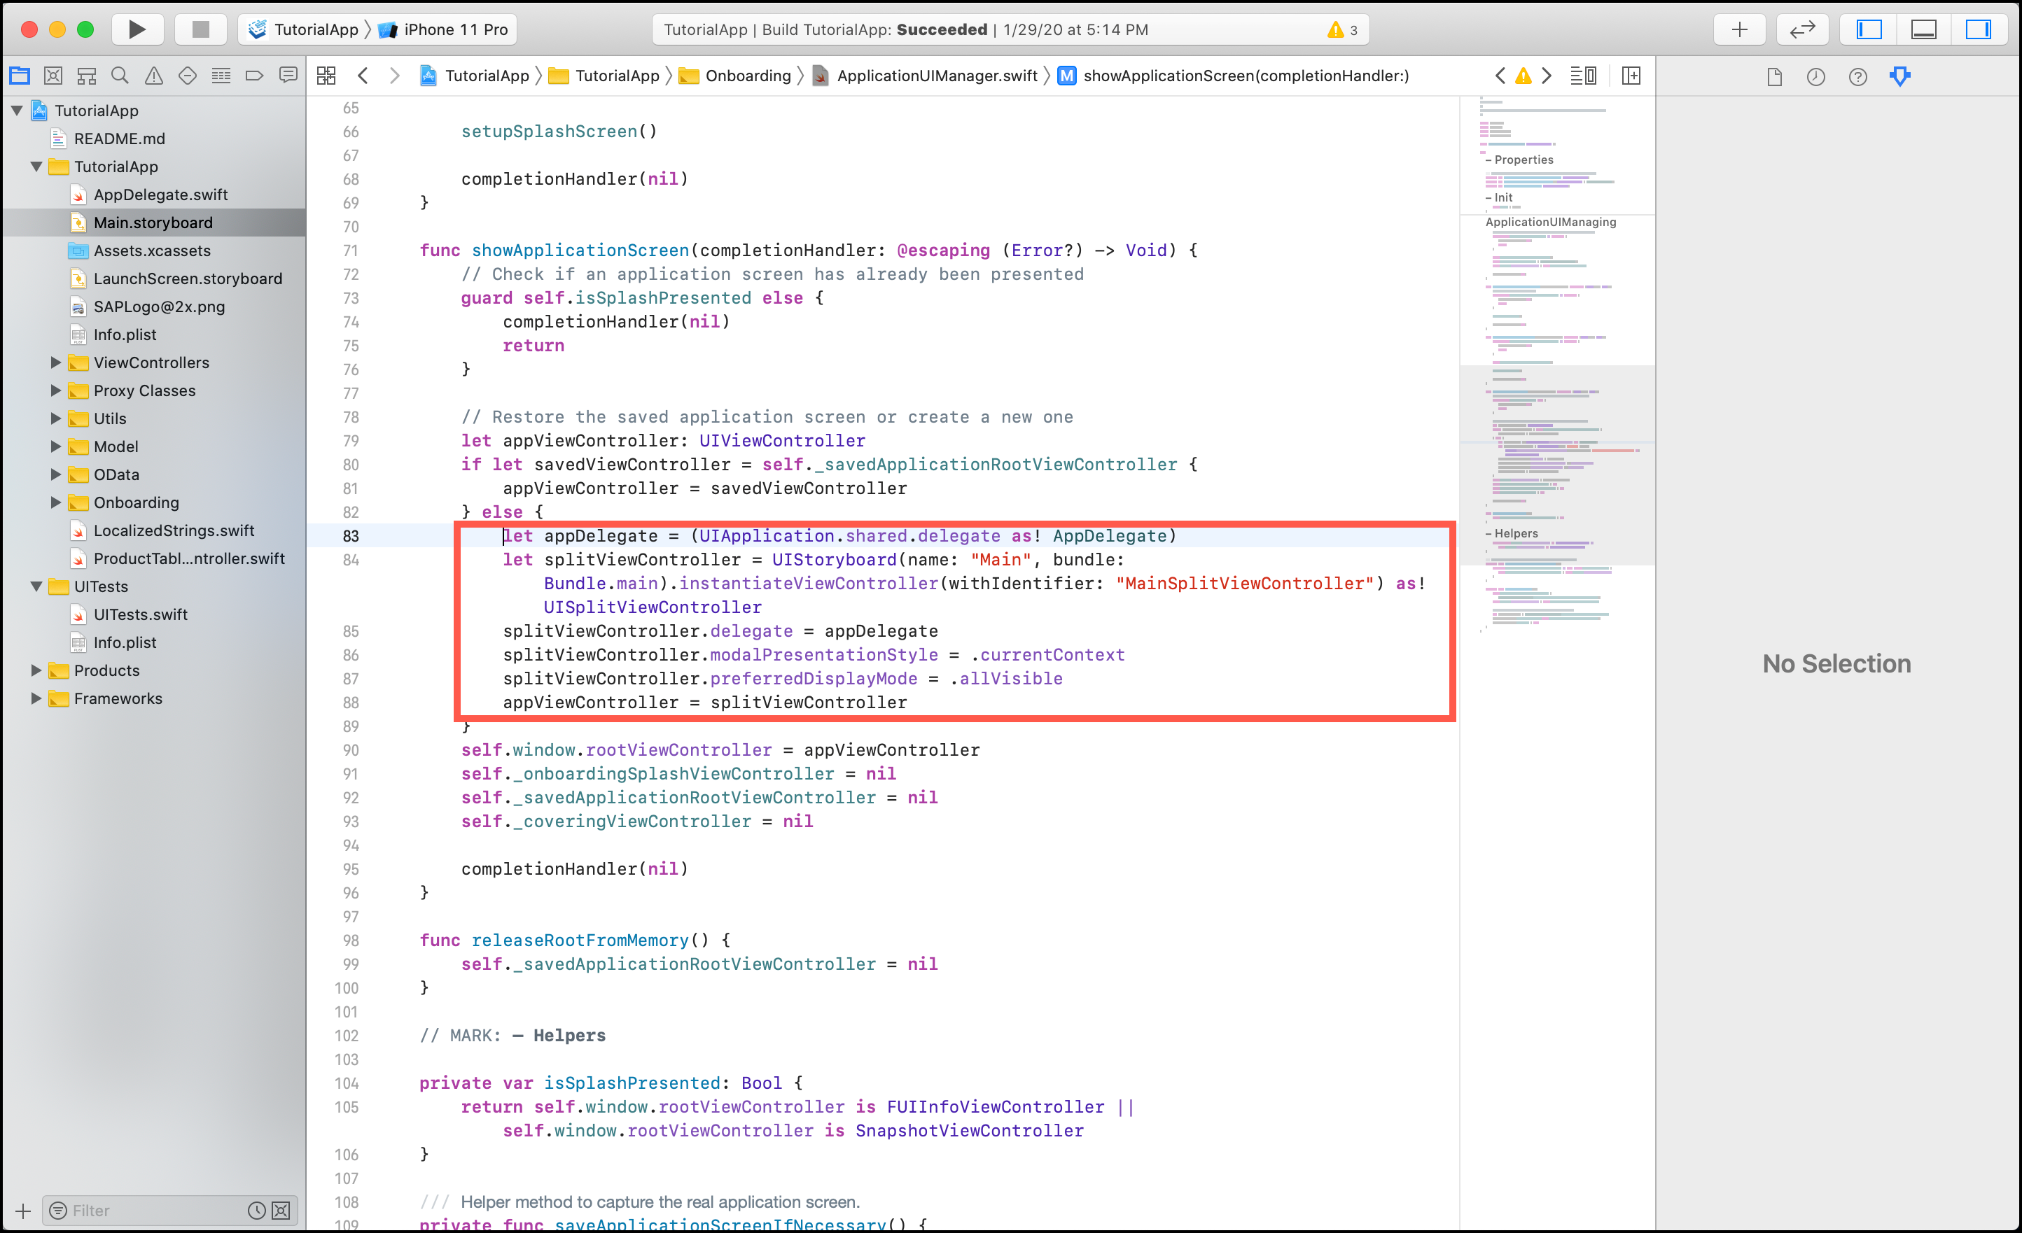 TutorialApp
iPhone 11 Pro
TutorialApp | Build TutorialApp: Succeeded | 1/29/20 at 5:14 PM
3
TutorialApp
TutorialApp
Onboarding
ApplicationUIManager.swift
M
showApplicationScreen(completionHandler:)
TutorialApp
README.md
TutorialApp
AppDelegate.swift
Main.storyboard
Assets.xcassets
LaunchScreen.storyboard
SAPLogo@2x.png
Info.plist
ViewControllers
Proxy Classes
Utils
Model
OData
Onboarding
LocalizedStrings.swift
ProductTabl...ntroller.swift
UITests
UITests.swift
Info.plist
Products
Frameworks
Filter
65
66 setupSplashScreen()
67
68 completionHandler(nil)
69 }
70
71 func showApplicationScreen(completionHandler: @escaping (Error?) -> Void) {
72 // Check if an application screen has already been presented
73 guard self.isSplashPresented else {
74 completionHandler(nil)
75 return
76 }
77
78 // Restore the saved application screen or create a new one
79 let appViewController: UIViewController
80 if let savedViewController = self._savedApplicationRootViewController {
81 appViewController = savedViewController
82 } else {
83 let appDelegate = (UIApplication.shared.delegate as! AppDelegate)
84 let splitViewController = UIStoryboard(name: "Main", bundle:
Bundle.main).instantiateViewController(withIdentifier: "MainSplitViewController") as!
UISplitViewController
85 splitViewController.delegate = appDelegate
86 splitViewController.modalPresentationStyle = .currentContext
87 splitViewController.preferredDisplayMode = .allVisible
88 appViewController = splitViewController
89 }
90 self.window.rootViewController = appViewController
91 self._onboardingSplashViewController = nil
92 self._savedApplicationRootViewController = nil
93 self._coveringViewController = nil
94
95 completionHandler(nil)
96 }
97
98 func releaseRootFromMemory() {
99 self._savedApplicationRootViewController = nil
100 }
101
102 // MARK: – Helpers
103
104 private var isSplashPresented: Bool {
105 return self.window.rootViewController is FUIInfoViewController ||
self.window.rootViewController is SnapshotViewController
106 }
107
108 /// Helper method to capture the real application screen.
109 private func saveApplicationScreenIfNecessary() {
– Properties
– Init
ApplicationUIManaging
– Helpers
No Selection